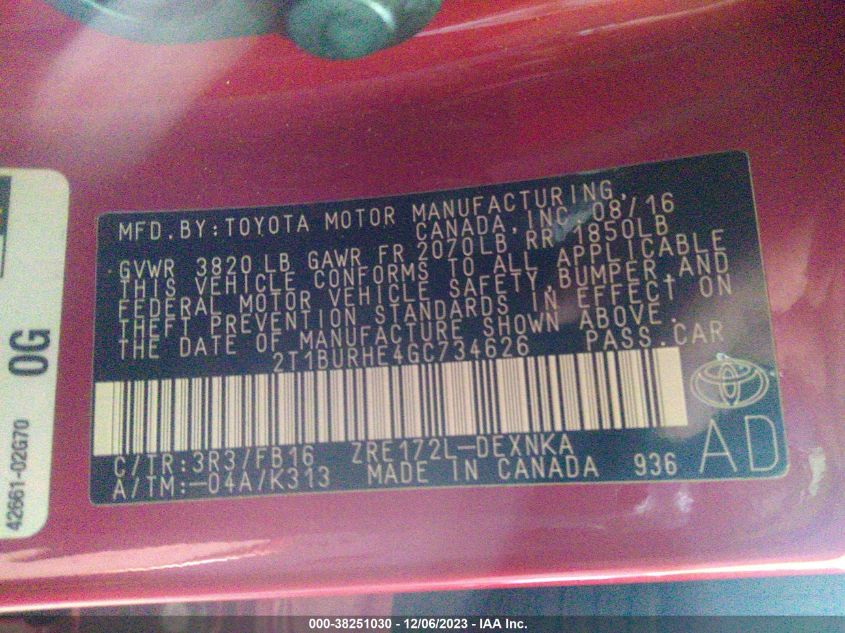 MFD.BY:TOYOTA MOTOR MANUFACTURING,
CANADA, INC. 08/16
GVWR 3820 LB GAWR FR 2070LB RR 1850LB
THIS VEHICLE CONFORMS TO ALL APPLICABLE
FEDERAL MOTOR VEHICLE SAFETY,BUMPER,AND
THEFT PREVENTION STANDARDS IN EFFECT ON
THE DATE OF MANUFACTURE SHOWN ABOVE.
2T1BURHE4GC734626 PASS.CAR
C/TR:3R3/FB16 ZRE172L-DEXNKA
A/TM:-04A/K313 MADE IN CANADA 936
AD
0G
42661-02G70
000-38251030 - 12/06/2023 - IAA Inc.